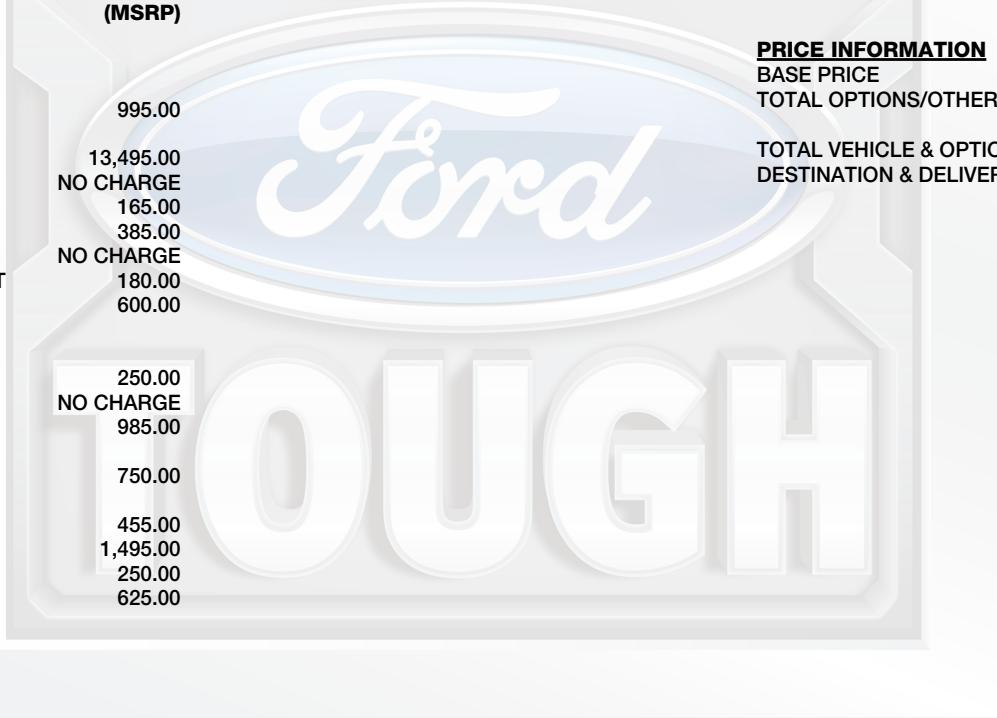 (MSRP)
995.00
13,495.00
NO CHARGE
165.00
385.00
NO CHARGE
T 180.00
600.00
250.00
NO CHARGE
985.00
750.00
455.00
1,495.00
250.00
625.00
PRICE INFORMATION
BASE PRICE
TOTAL OPTIONS/OTHER
TOTAL VEHICLE & OPTIO
DESTINATION & DELIVER
Ford
TOUGH